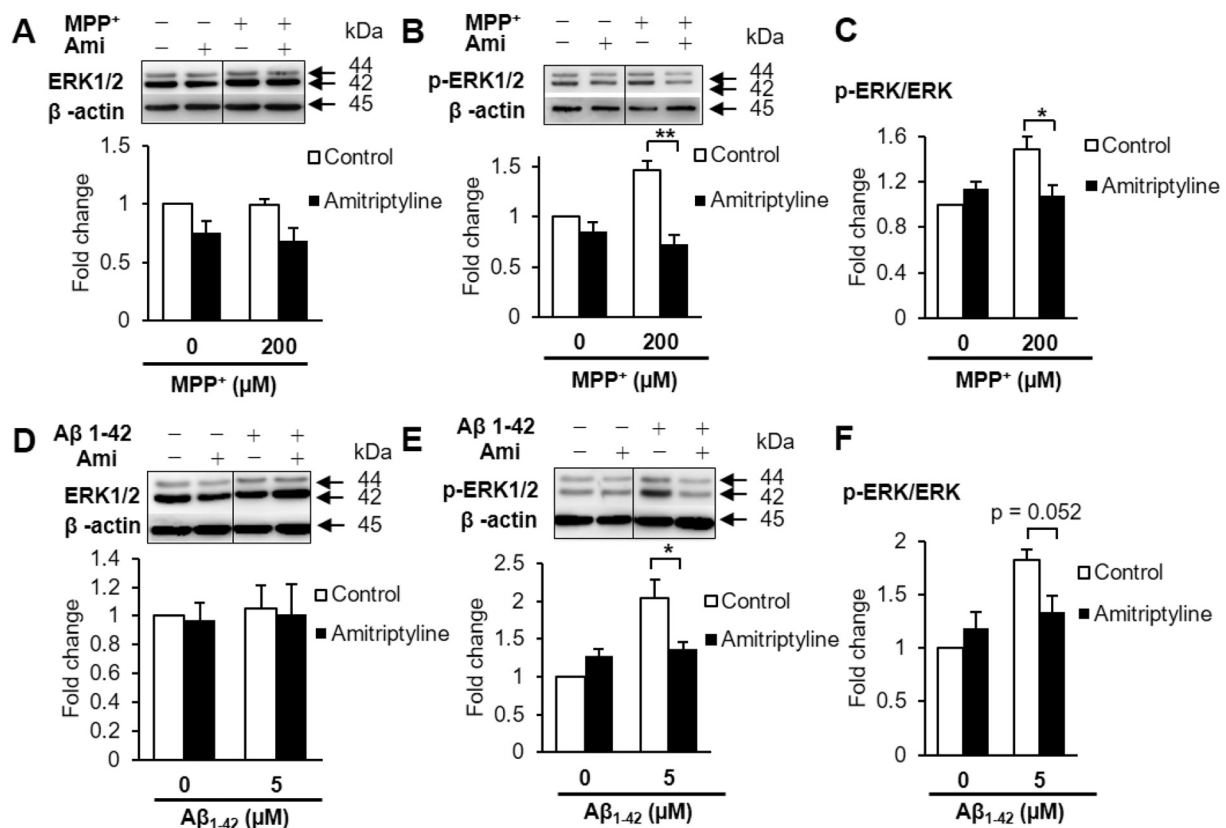 A
MPP⁺ − − + +
Ami − + − +
kDa
ERK1/2
44
42
β -actin
45
Fold change
1.5
1
0.5
0
Control
Amitriptyline
0 200
MPP⁺ (µM)
B
MPP⁺ − − + +
Ami − + − +
kDa
p-ERK1/2
44
42
β -actin
45
Fold change
1.5
1
0.5
0
**
Control
Amitriptyline
0 200
MPP⁺ (µM)
C
p-ERK/ERK
Fold change
1.6
1.2
0.8
0.4
0
*
Control
Amitriptyline
0 200
MPP⁺ (µM)
D
Aβ 1-42 − − + +
Ami − + − +
kDa
ERK1/2
44
42
β -actin
45
Fold change
1.4
1.2
1
0.8
0.6
0.4
0.2
0
Control
Amitriptyline
0 5
Aβ₁₋₄₂ (µM)
E
Aβ 1-42 − − + +
Ami − + − +
kDa
p-ERK1/2
44
42
β -actin
45
Fold change
2.5
2
1.5
1
0.5
0
*
Control
Amitriptyline
0 5
Aβ₁₋₄₂ (µM)
F
p-ERK/ERK
p = 0.052
Fold change
2
1.5
1
0.5
0
Control
Amitriptyline
0 5
Aβ₁₋₄₂ (µM)